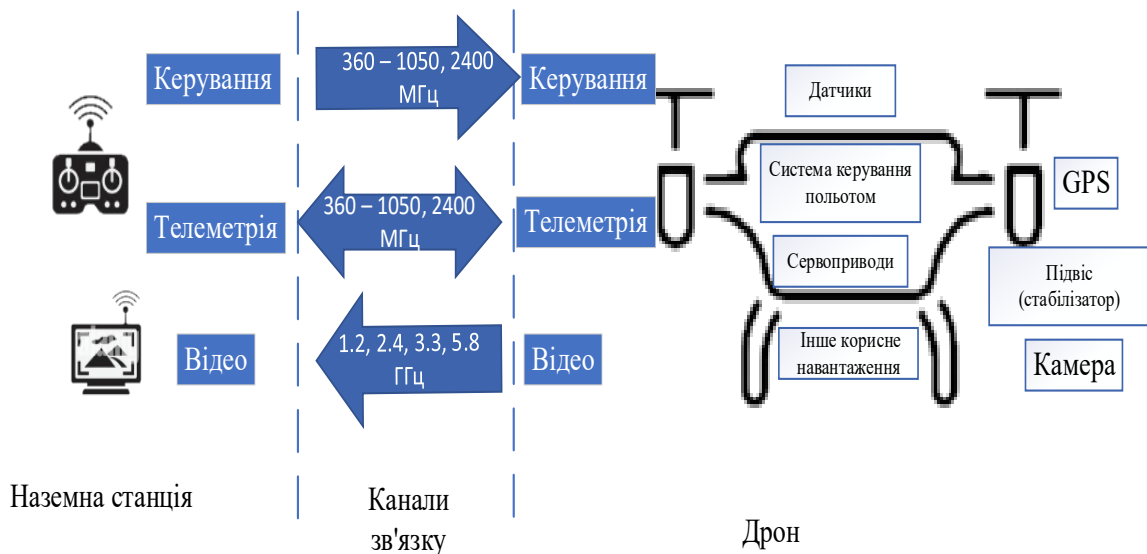 Керування
360 – 1050, 2400
МГц
Керування
Телеметрія
360 – 1050, 2400
МГц
Телеметрія
Відео
1.2, 2.4, 3.3, 5.8
ГГц
Відео
Датчики
Система керування
польотом
GPS
Сервоприводи
Підвіс
(стабілізатор)
Інше корисне
навантаження
Камера
Наземна станція
Канали
зв'язку
Дрон